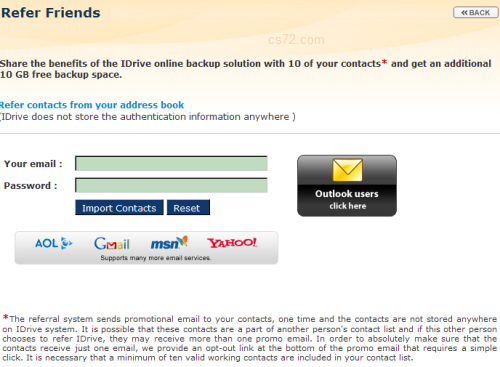 Refer Friends
◄◄ BACK
cs72.com
Share the benefits of the IDrive online backup solution with 10 of your contacts* and get an additional
10 GB free backup space.
Refer contacts from your address book
(IDrive does not store the authentication information anywhere )
Your email :
Password :
Import Contacts Reset
Outlook users
click here
AOL Gmail msn YAHOO!
Supports many more email services.
*The referral system sends promotional email to your contacts, one time and the contacts are not stored anywhere
on IDrive system. It is possible that these contacts are a part of another person's contact list and if this other person
chooses to refer IDrive, they may receive more than one promo email. In order to absolutely make sure that the
contacts receive just one email, we provide an opt-out link at the bottom of the promo email that requires a simple
click. It is necessary that a minimum of ten valid working contacts are included in your contact list.